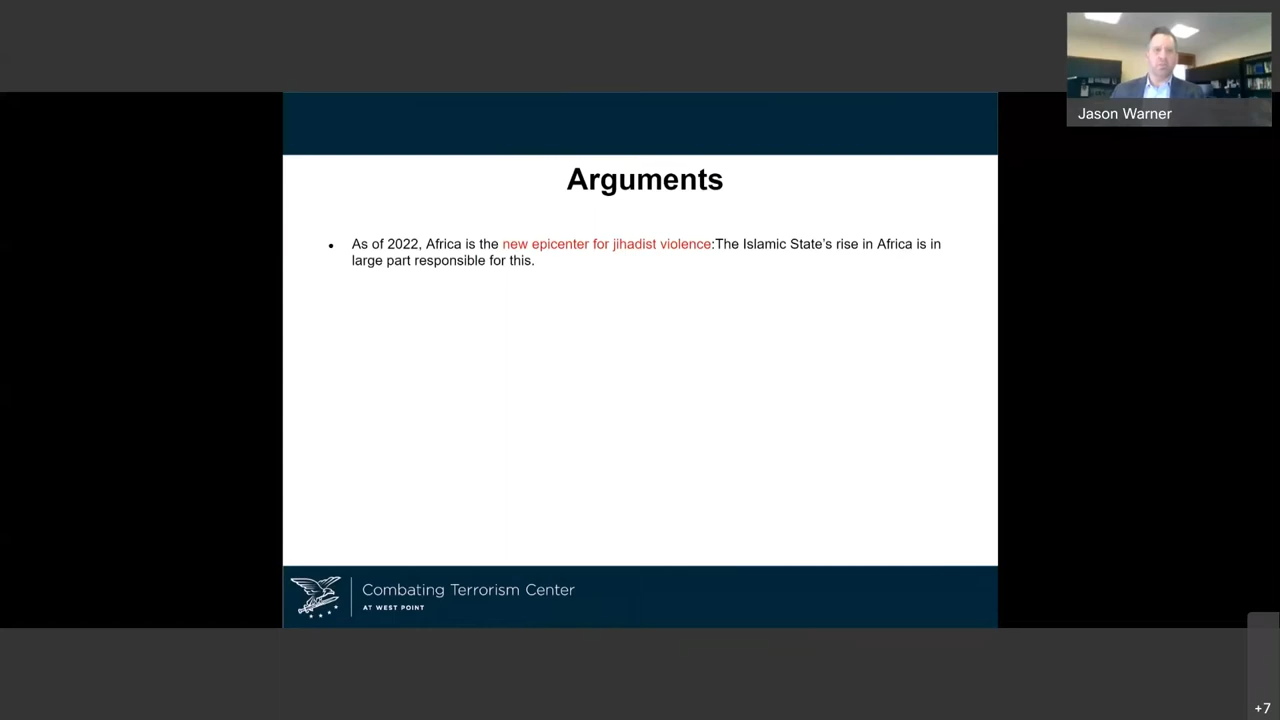 Jason Warner
Arguments
• As of 2022, Africa is the new epicenter for jihadist violence:The Islamic State’s rise in Africa is in
large part responsible for this.
Combating Terrorism Center
AT WEST POINT
+7